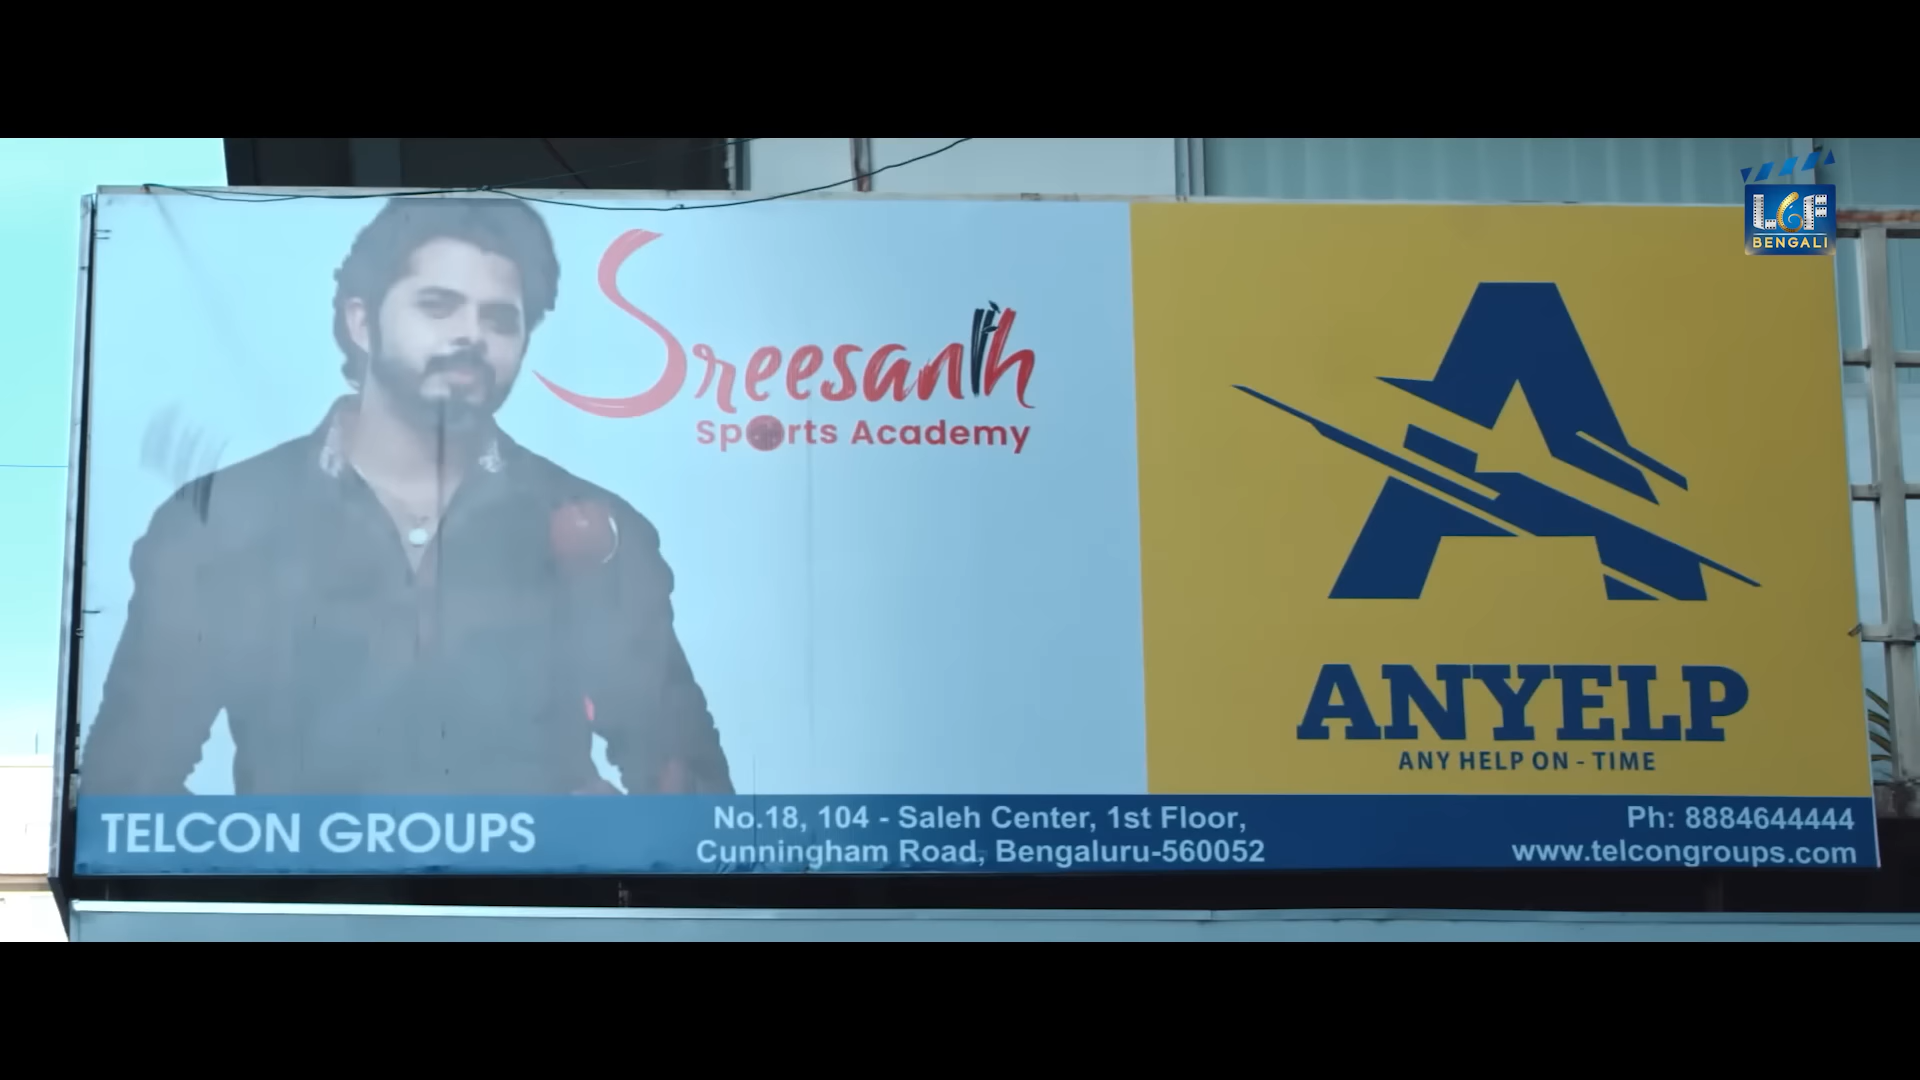 Sreesanth
Sports Academy
LGF
BENGALI
A
ANYELP
ANY HELP ON - TIME
TELCON GROUPS
No.18, 104 - Saleh Center, 1st Floor,
Cunningham Road, Bengaluru-560052
Ph: 8884644444
www.telcongroups.com